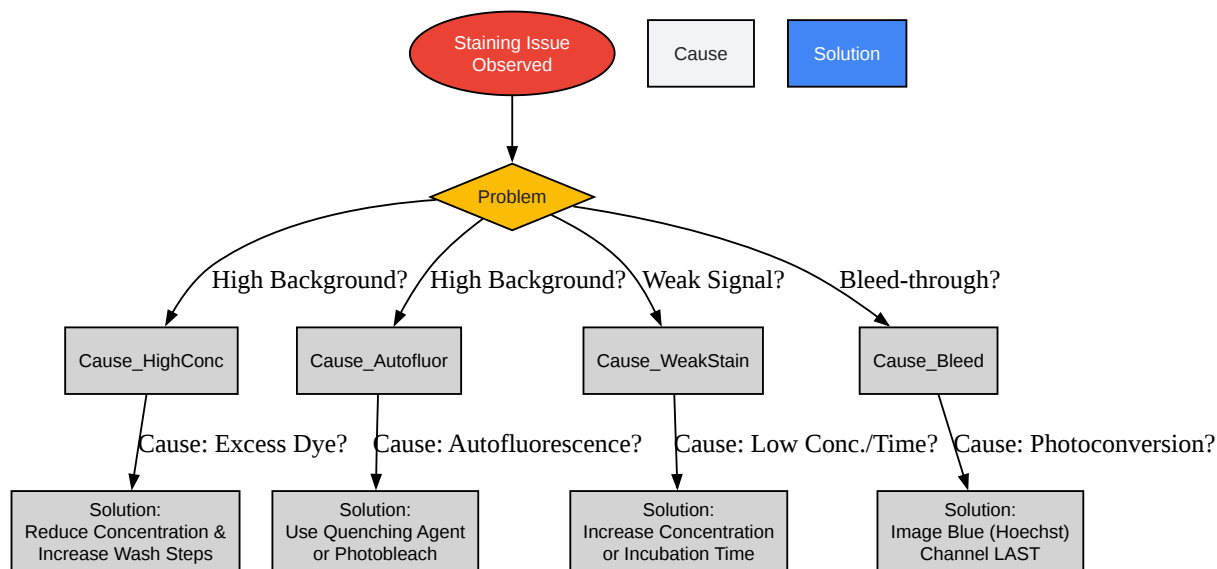 Staining Issue
Observed
Cause
Solution
Problem
High Background?
High Background?
Weak Signal?
Bleed-through?
Cause_HighConc
Cause_Autofluor
Cause_WeakStain
Cause_Bleed
Cause: Excess Dye?
Cause: Autofluorescence?
Cause: Low Conc./Time?
Cause: Photoconversion?
Solution:
Reduce Concentration &
Increase Wash Steps
Solution:
Use Quenching Agent
or Photobleach
Solution:
Increase Concentration
or Incubation Time
Solution:
Image Blue (Hoechst)
Channel LAST